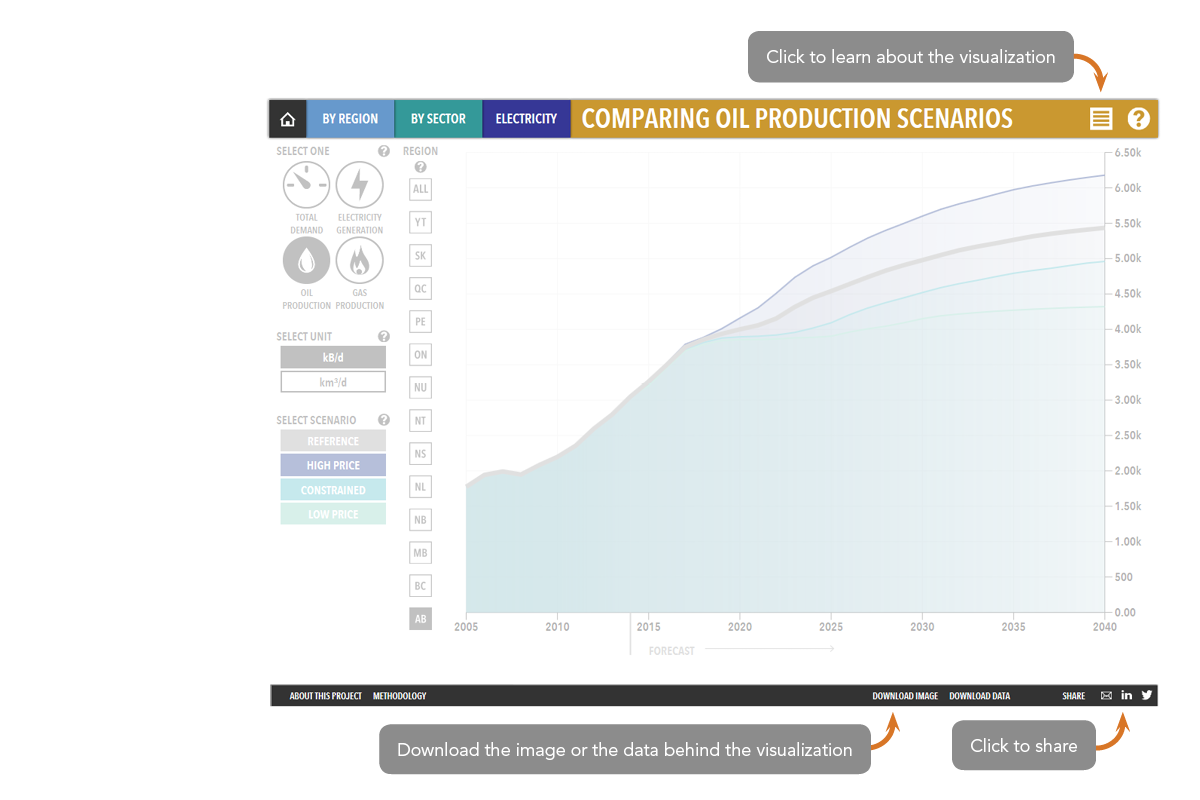 Click to learn about the visualization
BY REGION
BY SECTOR
ELECTRICITY
COMPARING OIL PRODUCTION SCENARIOS
?
SELECT ONE
?
TOTAL
DEMAND
ELECTRICITY
GENERATION
OIL
PRODUCTION
GAS
PRODUCTION
SELECT UNIT
?
kB/d
km³/d
SELECT SCENARIO
?
REFERENCE
HIGH PRICE
CONSTRAINED
LOW PRICE
REGION
?
ALL
YT
SK
QC
PE
ON
NU
NT
NS
NL
NB
MB
BC
AB
6.50k
6.00k
5.50k
5.00k
4.50k
4.00k
3.50k
3.00k
2.50k
2.00k
1.50k
1.00k
500
0.00
2005
2010
2015
2020
2025
2030
2035
2040
FORECAST
ABOUT THIS PROJECT
METHODOLOGY
DOWNLOAD IMAGE
DOWNLOAD DATA
SHARE
in
Download the image or the data behind the visualization
Click to share